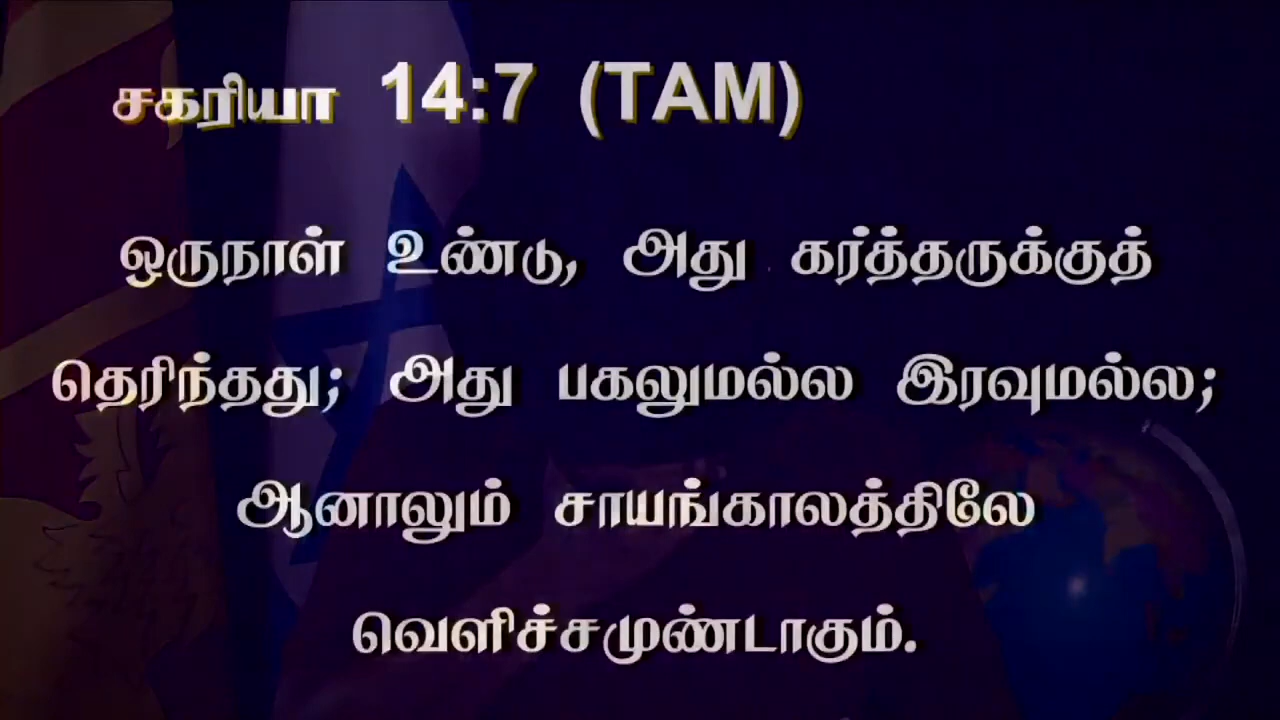 சகரியா 14:7 (TAM)
ஒருநாள் உண்டு, அது கர்த்தருக்குத்
தெரிந்தது; அது பகலுமல்ல இரவுமல்ல;
ஆனாலும் சாயங்காலத்திலே
வெளிச்சமுண்டாகும்.